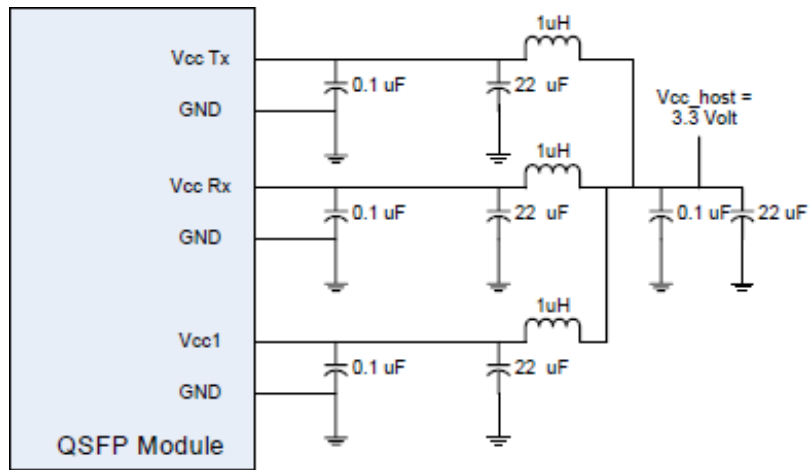 1uH
Vcc Tx
0.1 uF
22 uF
GND
Vcc_host =
3.3 Volt
1uH
Vcc Rx
0.1 uF
22 uF
0.1 uF
22 uF
GND
1uH
Vcc1
0.1 uF
22 uF
GND
QSFP Module